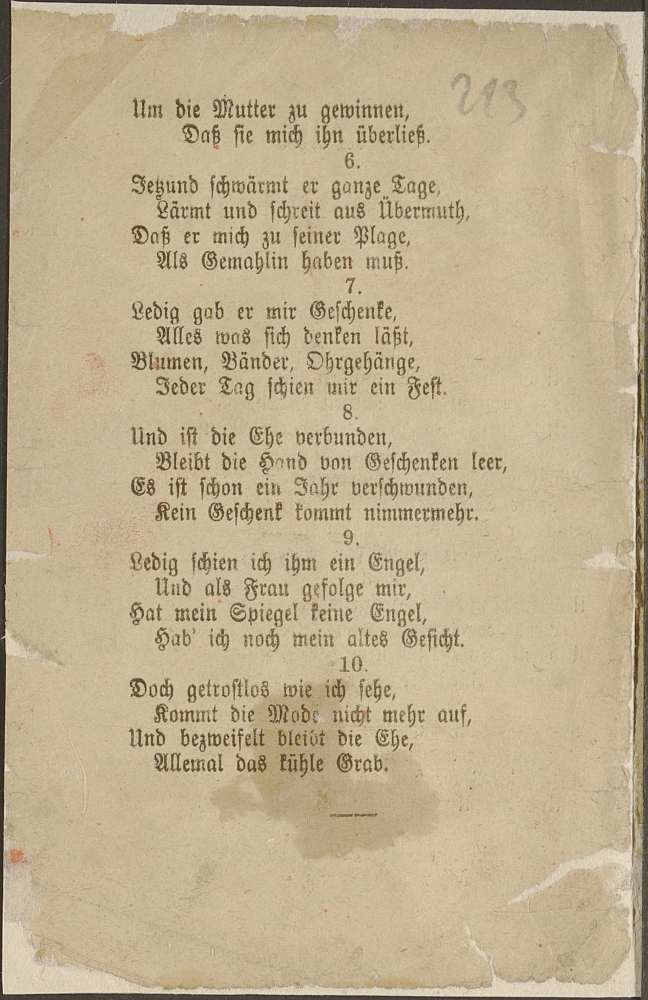 213
Um die Mutter zu gewinnen,
Daß sie mich ihn überließ.
6.
Jetzund schwärmt er ganze Tage,
Lärmt und schreit aus Übermuth,
Daß er mich zu seiner Plage,
Als Gemahlin haben muß.
7.
Ledig gab er mir Geschenke,
Alles was sich denken läßt,
Blumen, Bänder, Ohrgehänge,
Jeder Tag schien mir ein Fest.
8.
Und ist die Ehe verbunden,
Bleibt die Hand von Geschenken leer,
Es ist schon ein Jahr verschwunden,
Kein Geschenk kommt nimmermehr.
9.
Ledig schien ich ihm ein Engel,
Und als Frau gefolge mir,
Hat mein Spiegel keine Engel,
Hab' ich noch mein altes Gesicht.
10.
Doch getrostlos wie ich sehe,
Kommt die Mode nicht mehr auf,
Und bezweifelt bleibt die Ehe,
Allemal das kühle Grab.